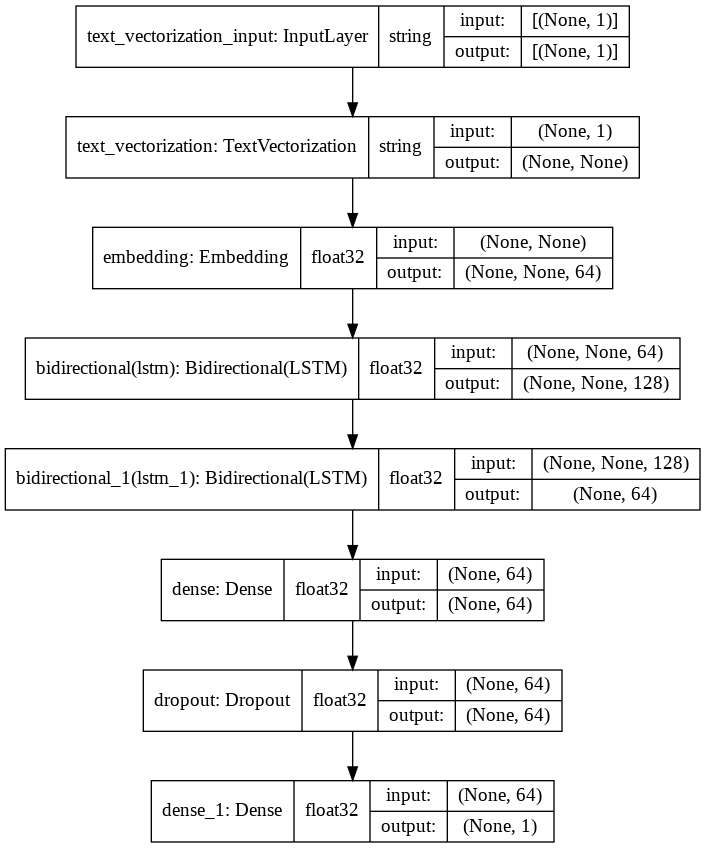 text_vectorization_input: InputLayer string input: [(None, 1)]
output: [(None, 1)]
text_vectorization: TextVectorization string input: (None, 1)
output: (None, None)
embedding: Embedding float32 input: (None, None)
output: (None, None, 64)
bidirectional(lstm): Bidirectional(LSTM) float32 input: (None, None, 64)
output: (None, None, 128)
bidirectional_1(lstm_1): Bidirectional(LSTM) float32 input: (None, None, 128)
output: (None, 64)
dense: Dense float32 input: (None, 64)
output: (None, 64)
dropout: Dropout float32 input: (None, 64)
output: (None, 64)
dense_1: Dense float32 input: (None, 64)
output: (None, 1)